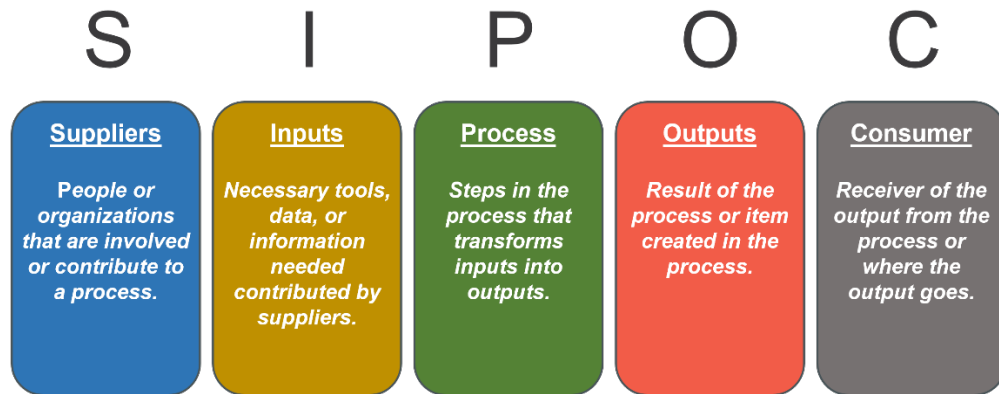 S I P O C
Suppliers
People or
organizations
that are involved
or contribute to
a process.
Inputs
Necessary tools,
data, or
information
needed
contributed by
suppliers.
Process
Steps in the
process that
transforms
inputs into
outputs.
Outputs
Result of the
process or item
created in the
process.
Consumer
Receiver of the
output from the
process or
where the
output goes.